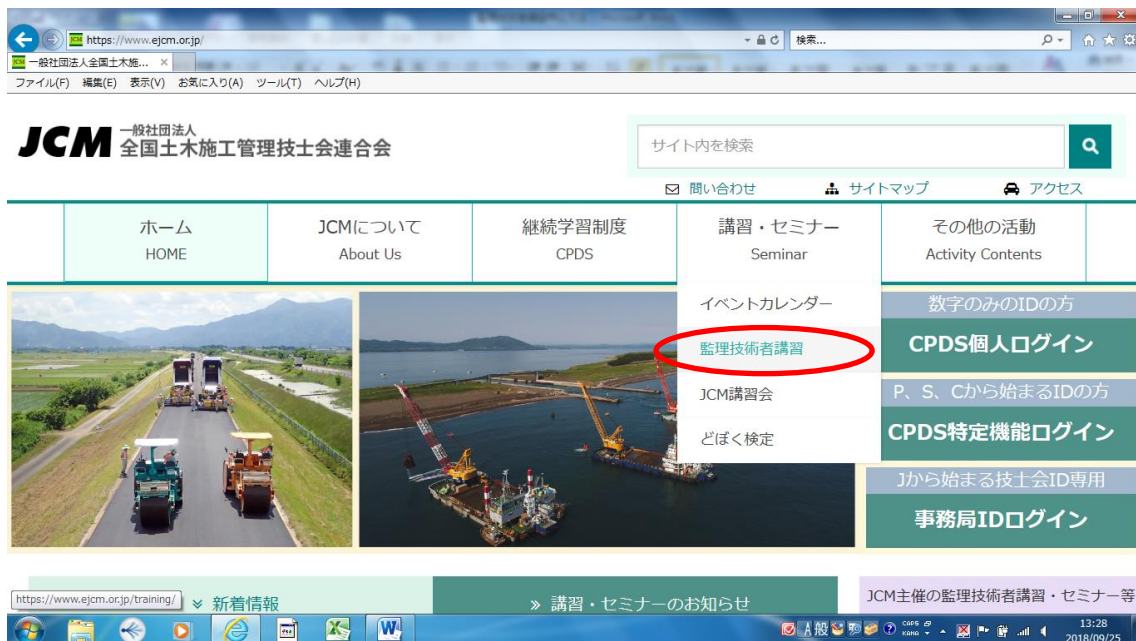 https://www.ejcm.or.jp/
検索...
一般社団法人全国土木施...
ファイル(F) 編集(E) 表示(V) お気に入り(A) ツール(T) ヘルプ(H)
JCM 一般社団法人
全国土木施工管理技士会連合会
サイト内を検索
問い合わせ サイトマップ アクセス
ホーム JCMについて 継続学習制度 講習・セミナー その他の活動
HOME About Us CPDS Seminar Activity Contents
イベントカレンダー
監理技術者講習
JCM講習会
どぼく検定
数字のみのIDの方
CPDS個人ログイン
P、S、Cから始まるIDの方
CPDS特定機能ログイン
Jから始まる技士会ID専用
事務局IDログイン
https://www.ejcm.or.jp/training/
新着情報
講習・セミナーのお知らせ
JCM主催の監理技術者講習・セミナー等
A 般
CAPS
KANA
13:28
2018/09/25